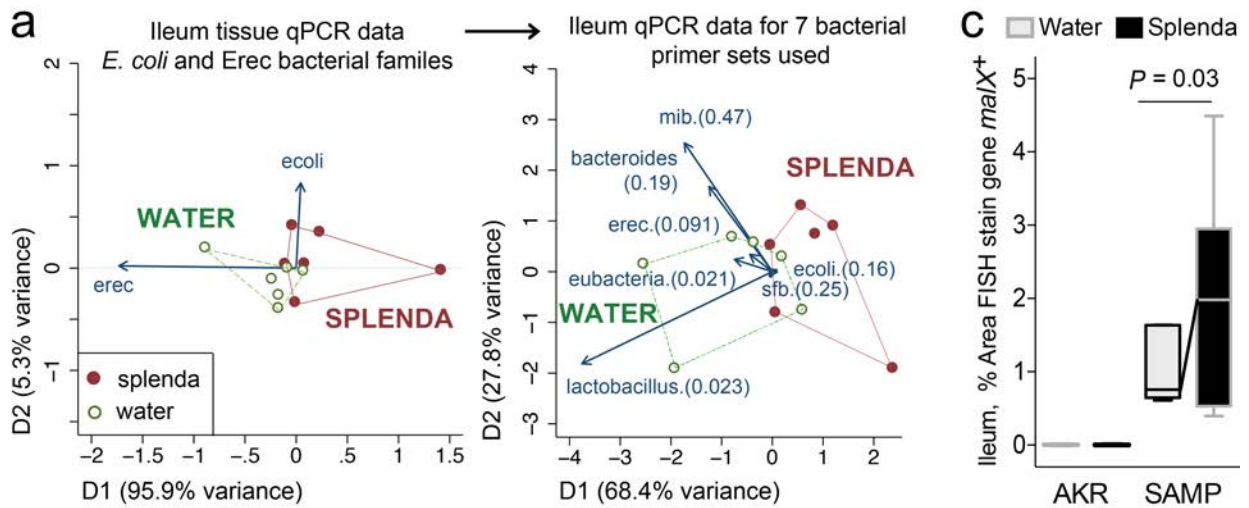 a
Ileum tissue qPCR data
E. coli and Erec bacterial familes
Ileum qPCR data for 7 bacterial
primer sets used
2
1
0
−1
D2 (5.3% variance)
ecoli
WATER
erec
SPLENDA
splenda
water
−2
−1.5
−1
−.5
0
.5
1
1.5
D1 (95.9% variance)
4
3
2
1
0
−1
−2
−3
D2 (27.8% variance)
mib.(0.47)
bacteroides
(0.19)
SPLENDA
erec.(0.091)
eubacteria.(0.021)
ecoli.(0.16)
sfb.(0.25)
WATER
lactobacillus.(0.023)
−4
−3
−2
−1
0
1
2
D1 (68.4% variance)
c
Water
Splenda
P = 0.03
5
4
3
2
1
0
Ileum, % Area FISH stain gene malX+
AKR
SAMP